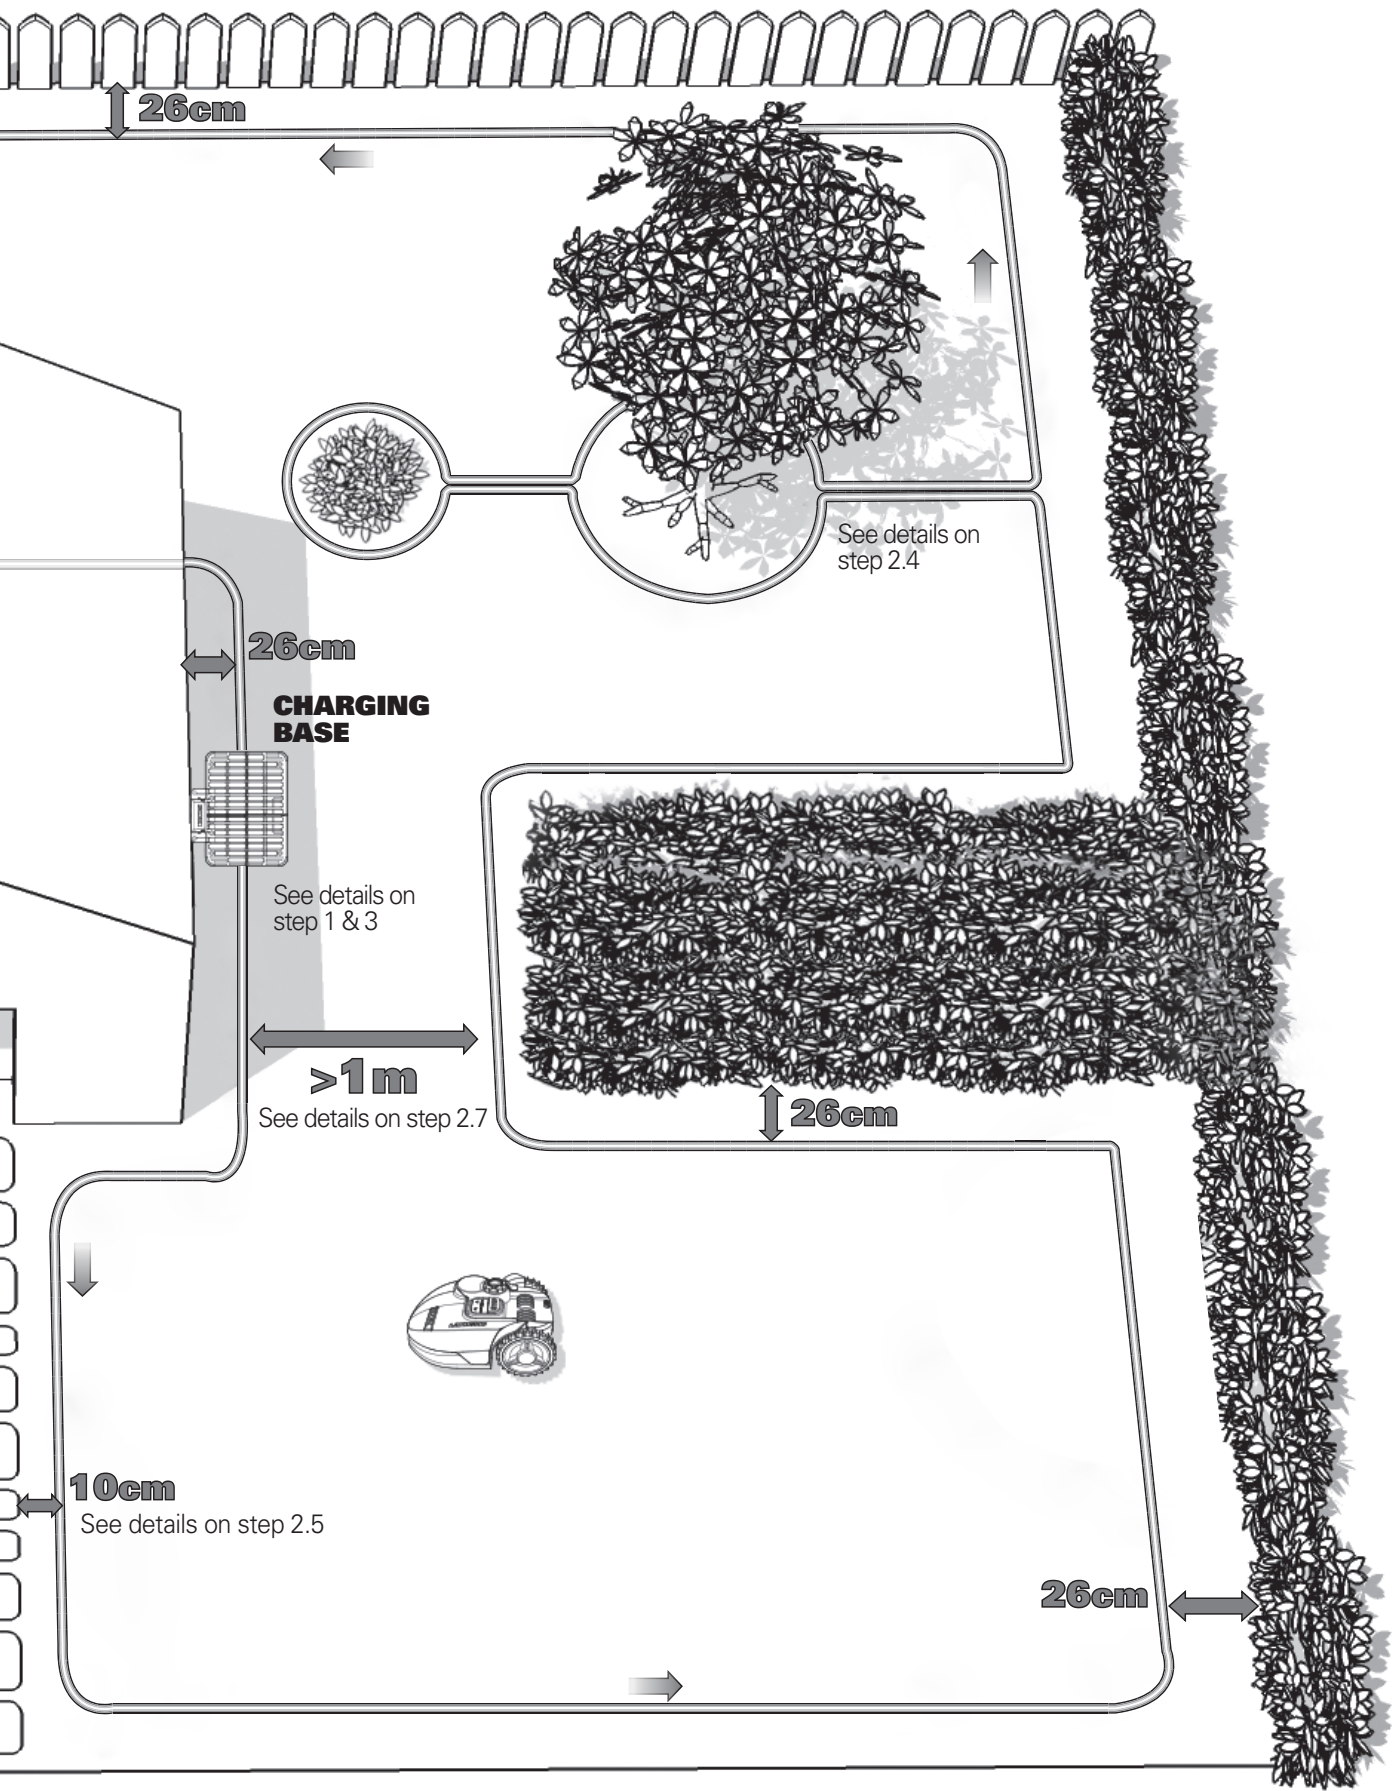 26cm
See details on
step 2.4
26cm
CHARGING
BASE
See details on
step 1 & 3
>1m
See details on step 2.7
26cm
10cm
See details on step 2.5
26cm